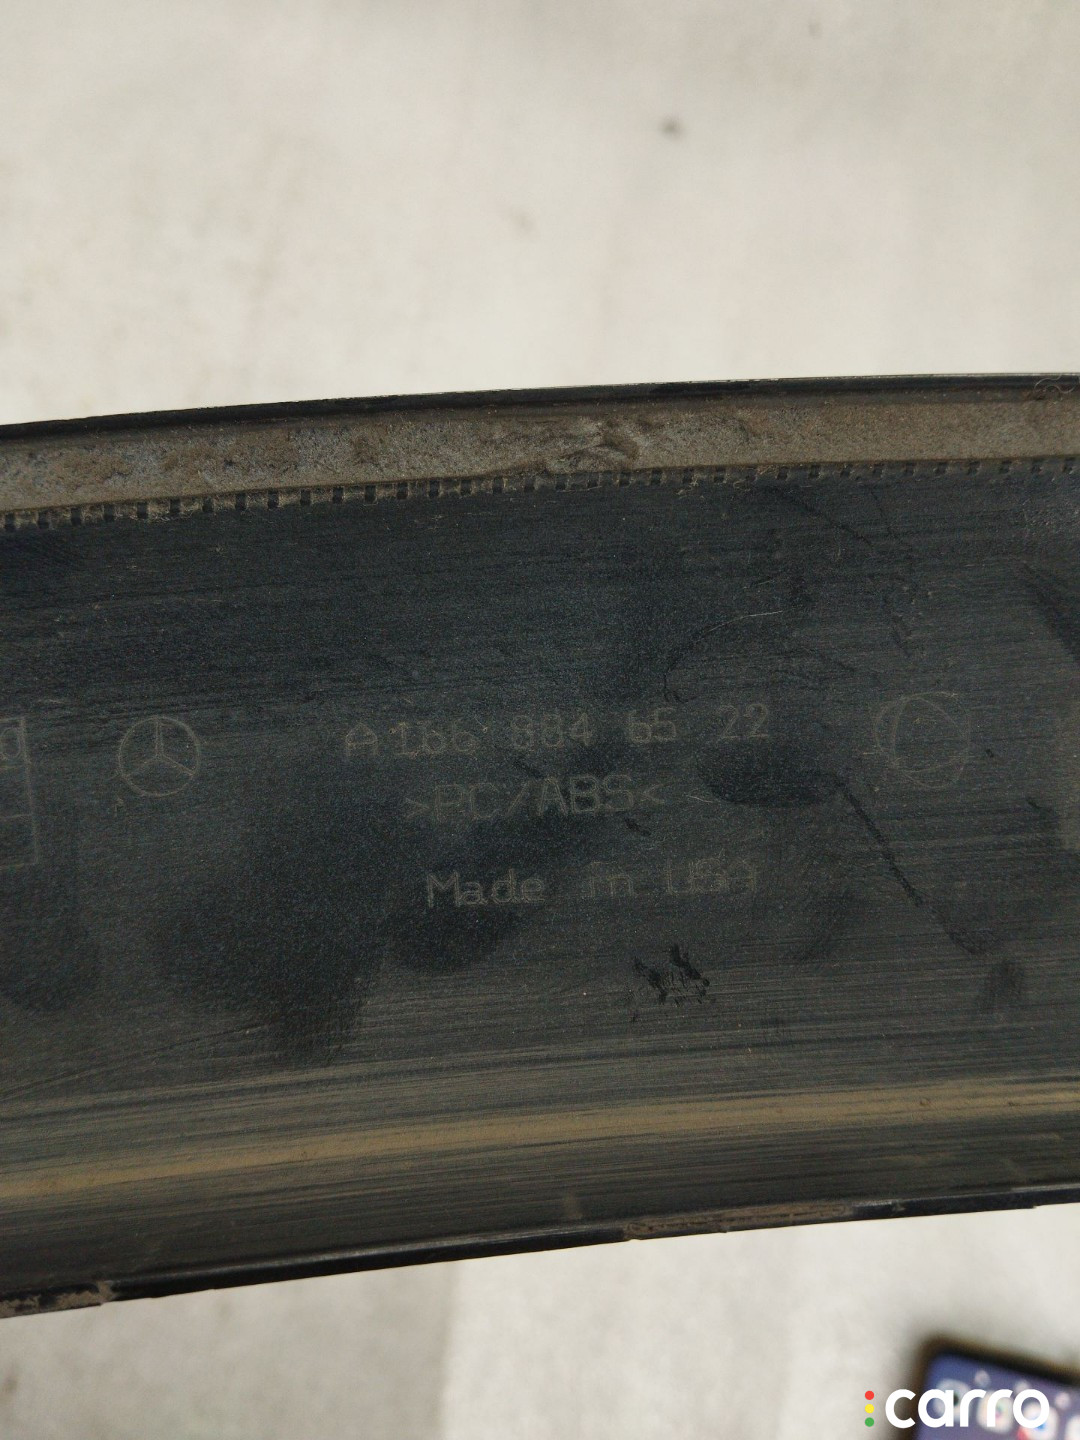 A 166 884 65 22
>PC/ABS<
Made in USA
carro